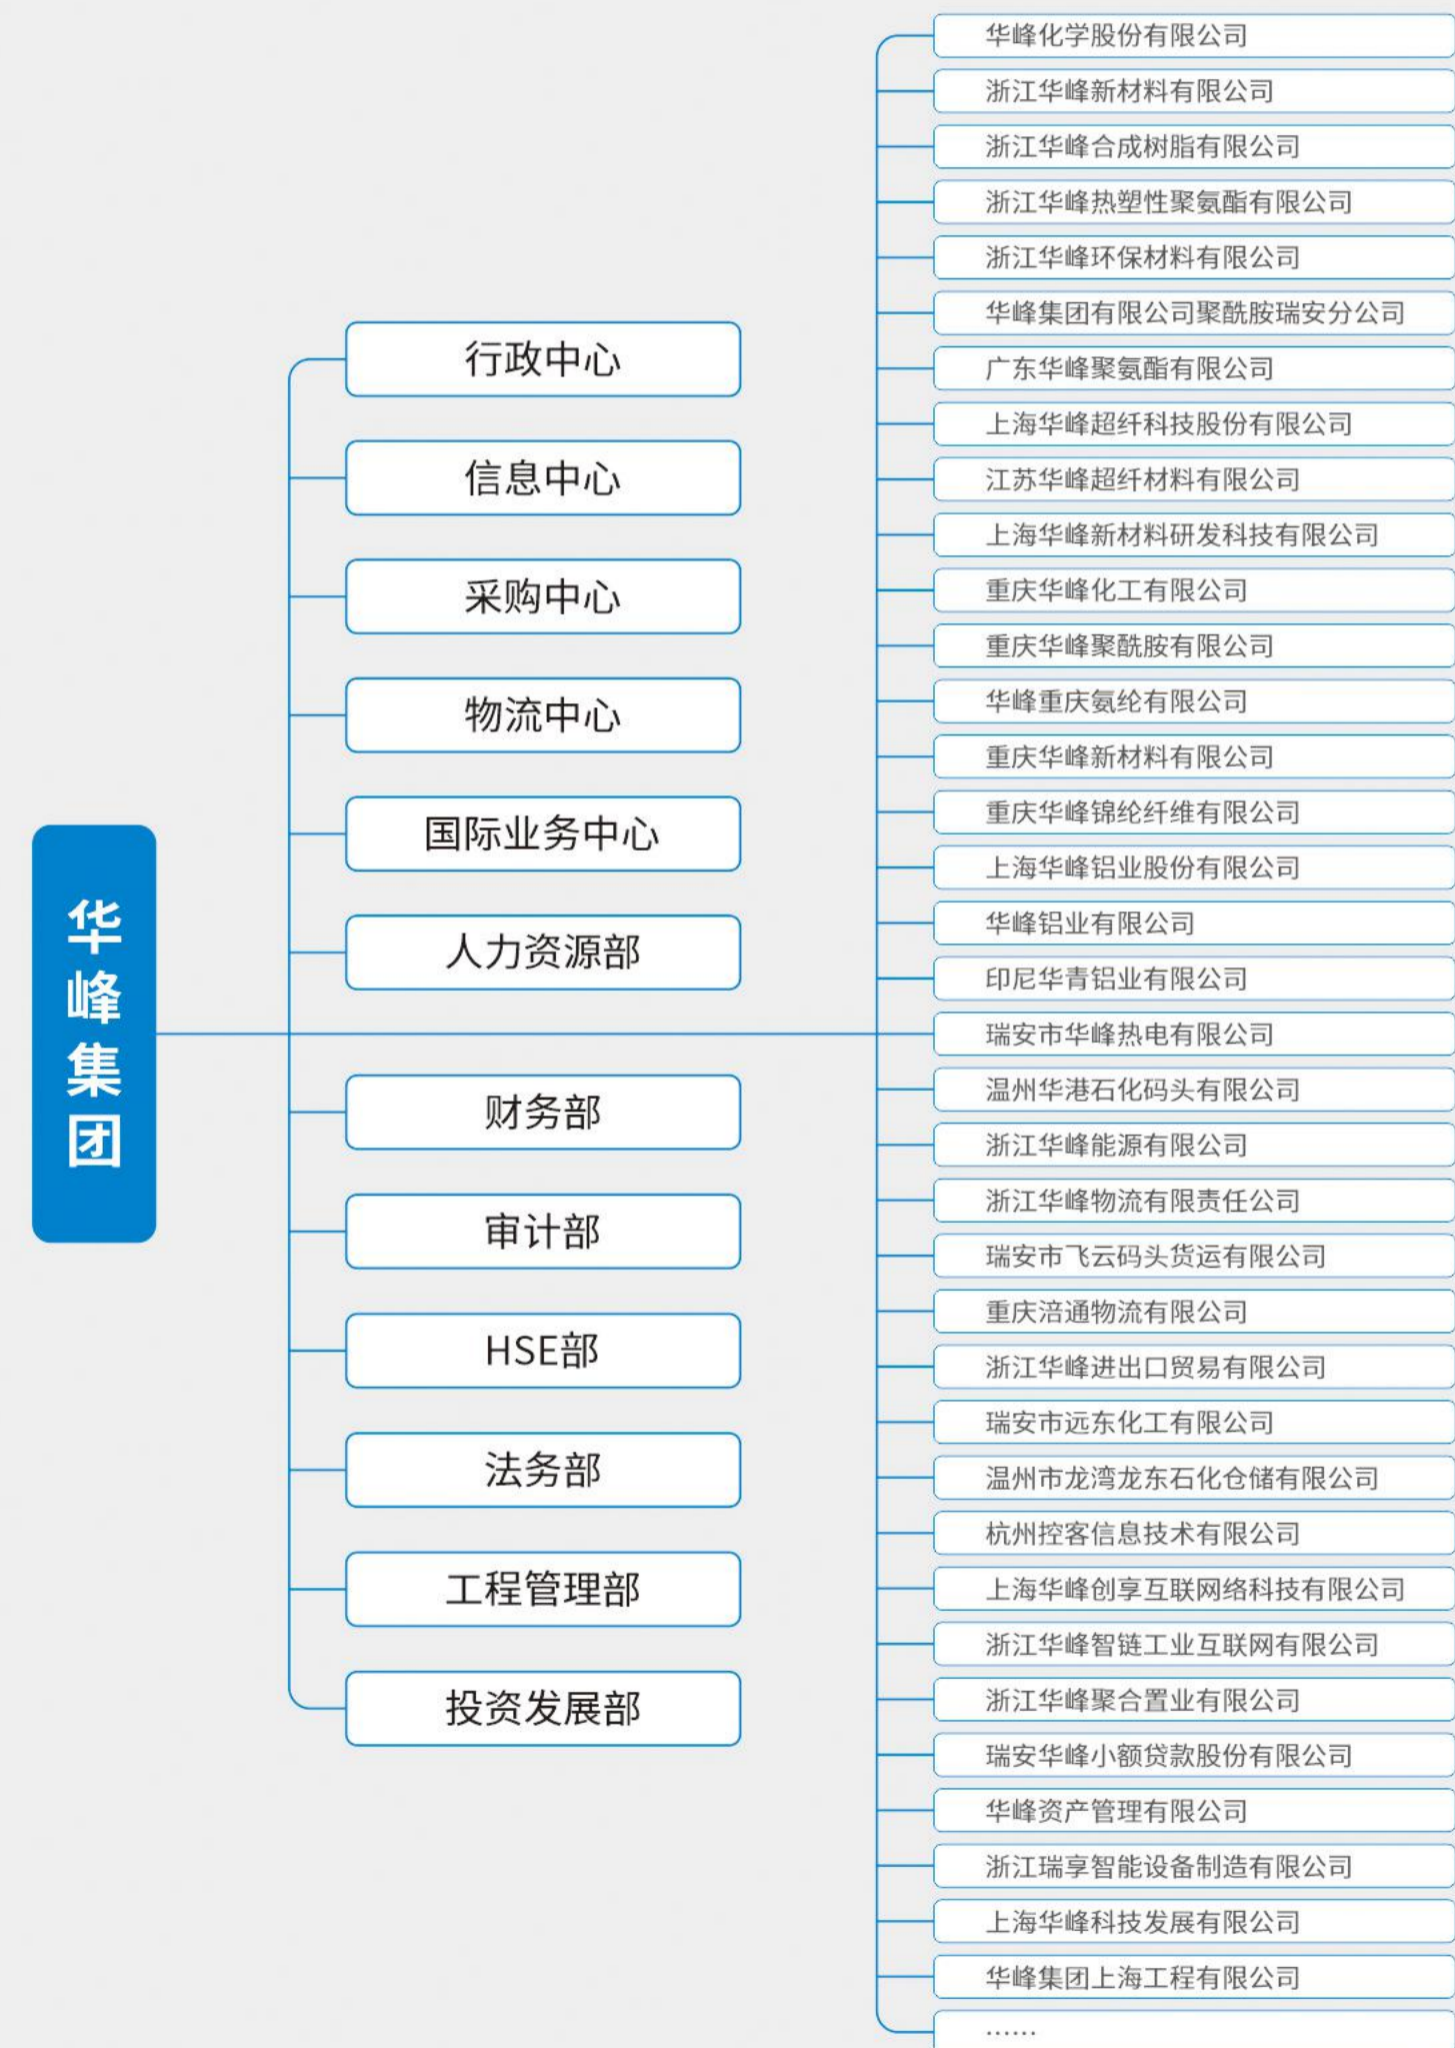 华峰集团
行政中心
信息中心
采购中心
物流中心
国际业务中心
人力资源部
财务部
审计部
HSE部
法务部
工程管理部
投资发展部
华峰化学股份有限公司
浙江华峰新材料有限公司
浙江华峰合成树脂有限公司
浙江华峰热塑性聚氨酯有限公司
浙江华峰环保材料有限公司
华峰集团有限公司聚酰胺瑞安分公司
广东华峰聚氨酯有限公司
上海华峰超纤科技股份有限公司
江苏华峰超纤材料有限公司
上海华峰新材料研发科技有限公司
重庆华峰化工有限公司
重庆华峰聚酰胺有限公司
华峰重庆氨纶有限公司
重庆华峰新材料有限公司
重庆华峰锦纶纤维有限公司
上海华峰铝业股份有限公司
华峰铝业有限公司
印尼华青铝业有限公司
瑞安市华峰热电有限公司
温州华港石化码头有限公司
浙江华峰能源有限公司
浙江华峰物流有限责任公司
瑞安市飞云码头货运有限公司
重庆涪通物流有限公司
浙江华峰进出口贸易有限公司
瑞安市远东化工有限公司
温州市龙湾龙东石化仓储有限公司
杭州控客信息技术有限公司
上海华峰创享互联网络科技有限公司
浙江华峰智链工业互联网有限公司
浙江华峰聚合置业有限公司
瑞安华峰小额贷款股份有限公司
华峰资产管理有限公司
浙江瑞享智能设备制造有限公司
上海华峰科技发展有限公司
华峰集团上海工程有限公司
……